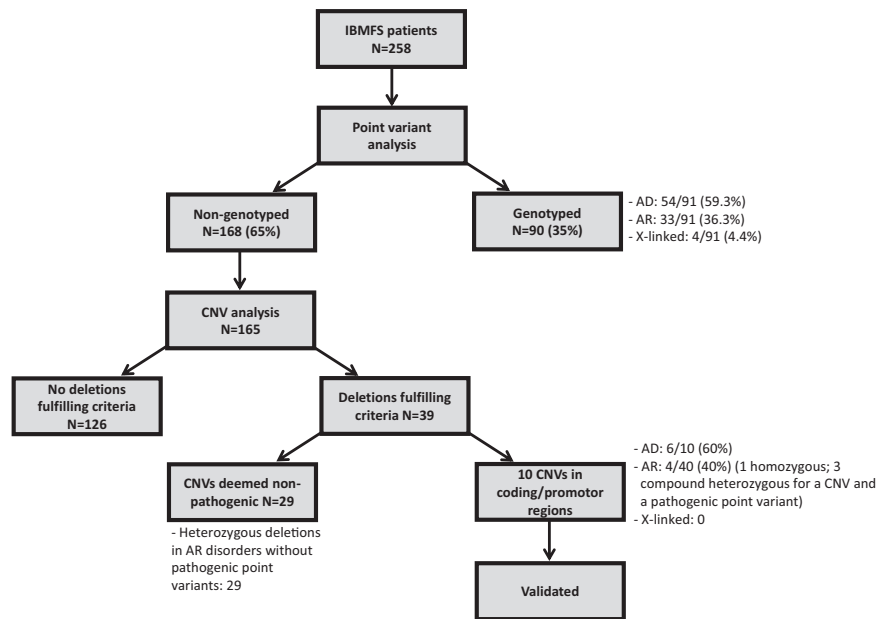 IBMFS patients
N=258
Point variant
analysis
Non-genotyped
N=168 (65%)
Genotyped
N=90 (35%)
- AD: 54/91 (59.3%)
- AR: 33/91 (36.3%)
- X-linked: 4/91 (4.4%)
CNV analysis
N=165
No deletions
fulfilling criteria
N=126
Deletions fulfilling
criteria N=39
CNVs deemed non-
pathogenic N=29
- Heterozygous deletions
in AR disorders without
pathogenic point
variants: 29
10 CNVs in
coding/promotor
regions
- AD: 6/10 (60%)
- AR: 4/40 (40%) (1 homozygous; 3
compound heterozygous for a CNV and
a pathogenic point variant)
- X-linked: 0
Validated